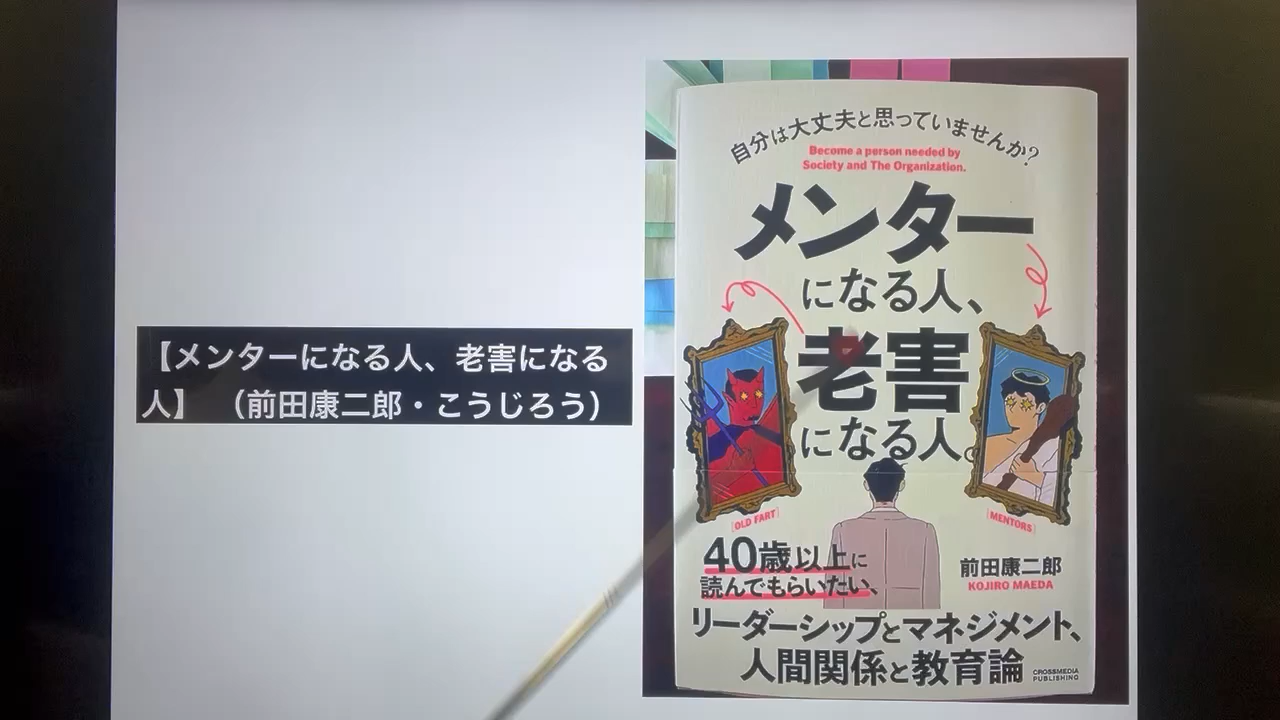 【メンターになる人、老害になる
人】 （前田康二郎・こうじろう）
自分は大丈夫と思っていませんか?
Become a person needed by
Society and The Organization.
メンター
になる人、
老害
になる人。
[OLD FART]
[MENTORS]
40歳以上に
読んでもらいたい、
前田康二郎
KOJIRO MAEDA
リーダーシップとマネジメント、
人間関係と教育論
CROSSMEDIA
PUBLISHING